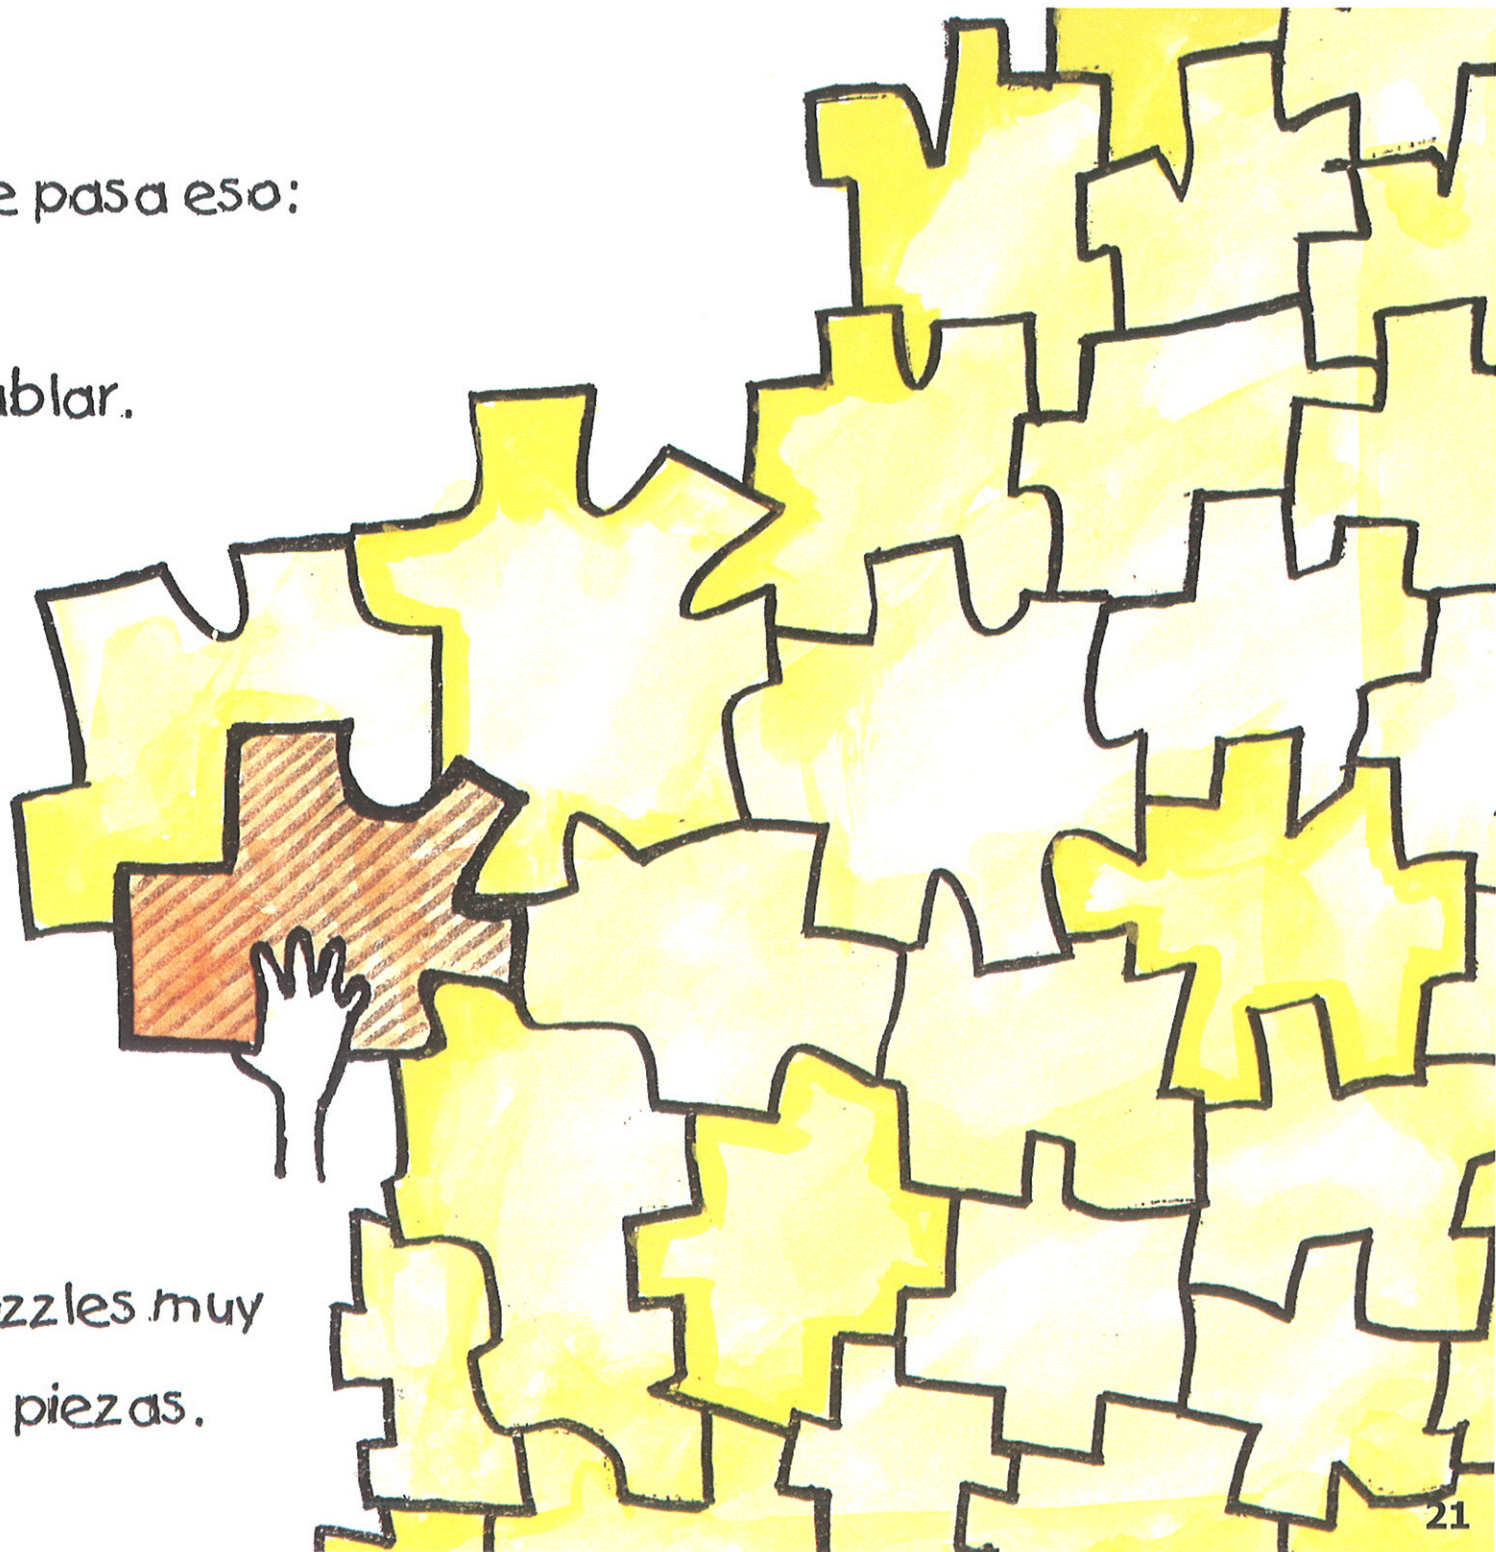 e pasa eso:
ablar.
zzles muy
piezas.
21